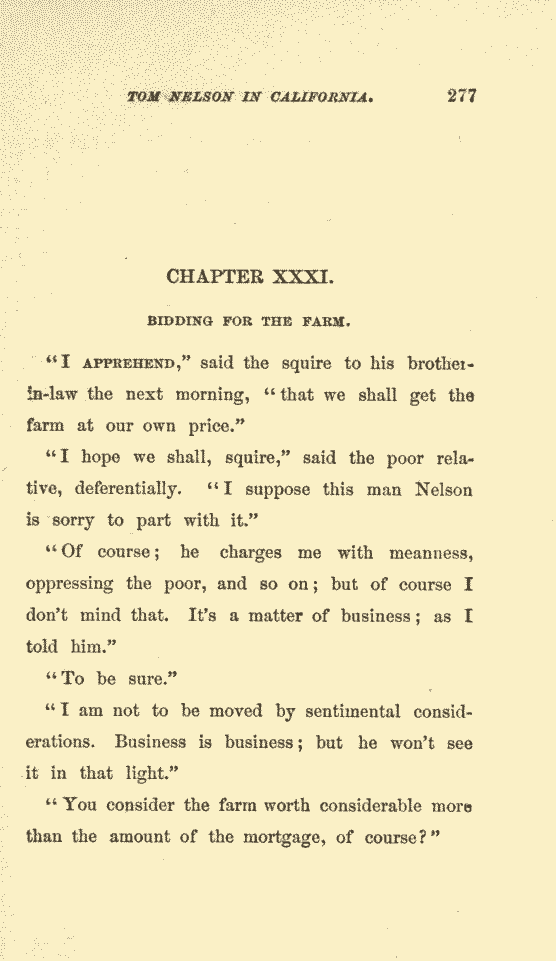 TOM NELSON IN CALIFORNIA. 277
CHAPTER XXXI.
BIDDING FOR THE FARM.
“I APPREHEND,” said the squire to his brother-
in-law the next morning, “that we shall get the
farm at our own price.”
“I hope we shall, squire,” said the poor rela-
tive, deferentially. “I suppose this man Nelson
is sorry to part with it.”
“Of course; he charges me with meanness,
oppressing the poor, and so on; but of course I
don't mind that. It's a matter of business; as I
told him.”
“To be sure.”
“I am not to be moved by sentimental consid-
erations. Business is business; but he won't see
it in that light.”
“You consider the farm worth considerable more
than the amount of the mortgage, of course?”